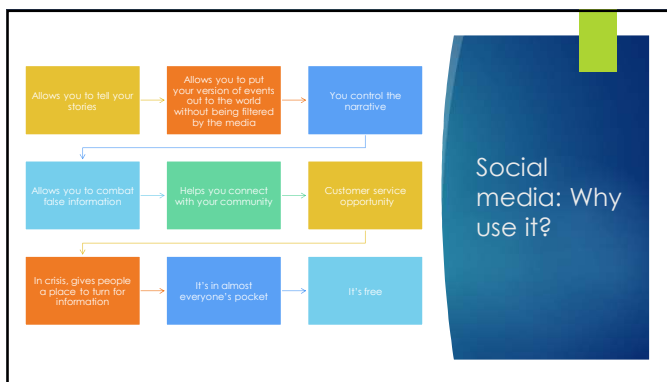 Allows you to tell your
stories
Allows you to put
your version of events
out to the world
without being filtered
by the media
You control the
narrative
Allows you to combat
false information
Helps you connect
with your community
Customer service
opportunity
In crisis, gives people
a place to turn for
information
It's in almost
everyone's pocket
It's free
Social
media: Why
use it?